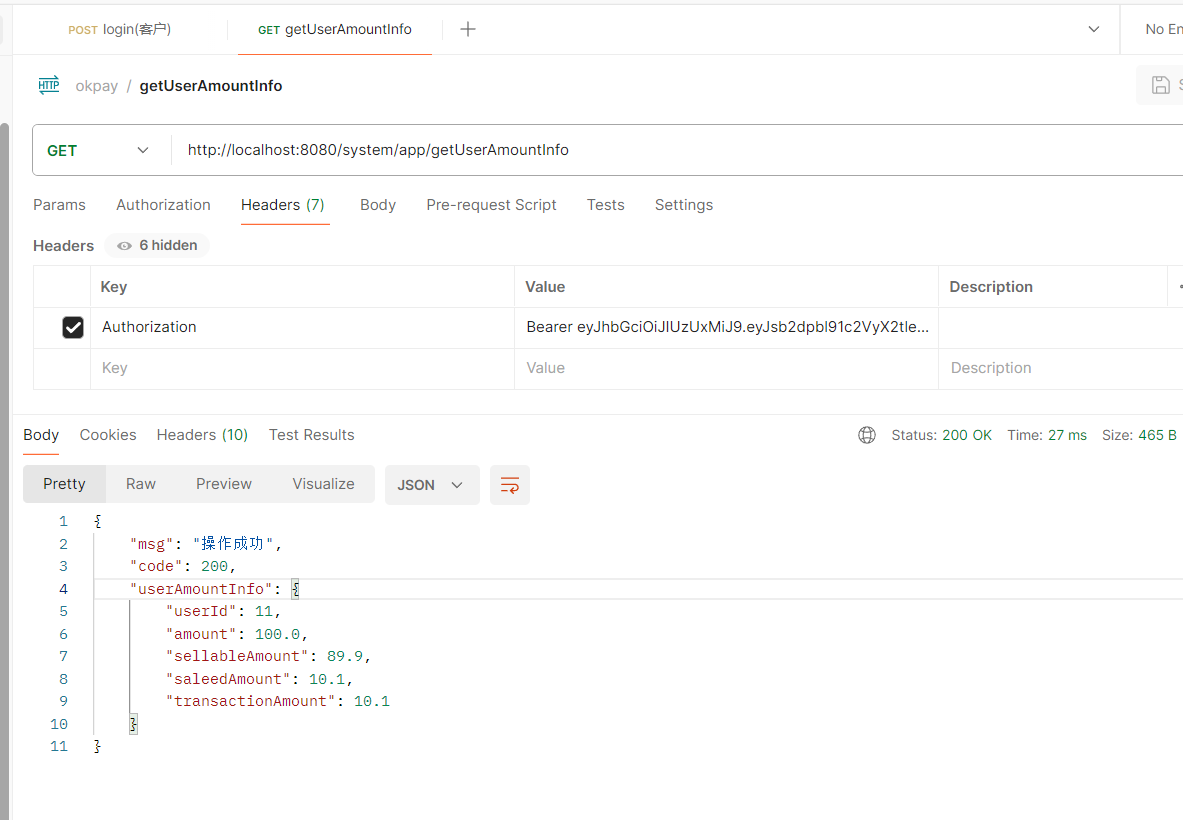 POST login(客户) GET getUserAmountInfo No En
HTTP okpay / getUserAmountInfo
GET http://localhost:8080/system/app/getUserAmountInfo
Params Authorization Headers (7) Body Pre-request Script Tests Settings
Headers 6 hidden
Key Value Description
Authorization Bearer eyJhbGciOiJIUzUxMiJ9.eyJsb2dpbl91c2VyX2tle...
Key Value Description
Body Cookies Headers (10) Test Results Status: 200 OK Time: 27 ms Size: 465 B
Pretty Raw Preview Visualize JSON
1 {
2 "msg": "操作成功",
3 "code": 200,
4 "userAmountInfo": {
5 "userId": 11,
6 "amount": 100.0,
7 "sellableAmount": 89.9,
8 "saleedAmount": 10.1,
9 "transactionAmount": 10.1
10 }
11 }